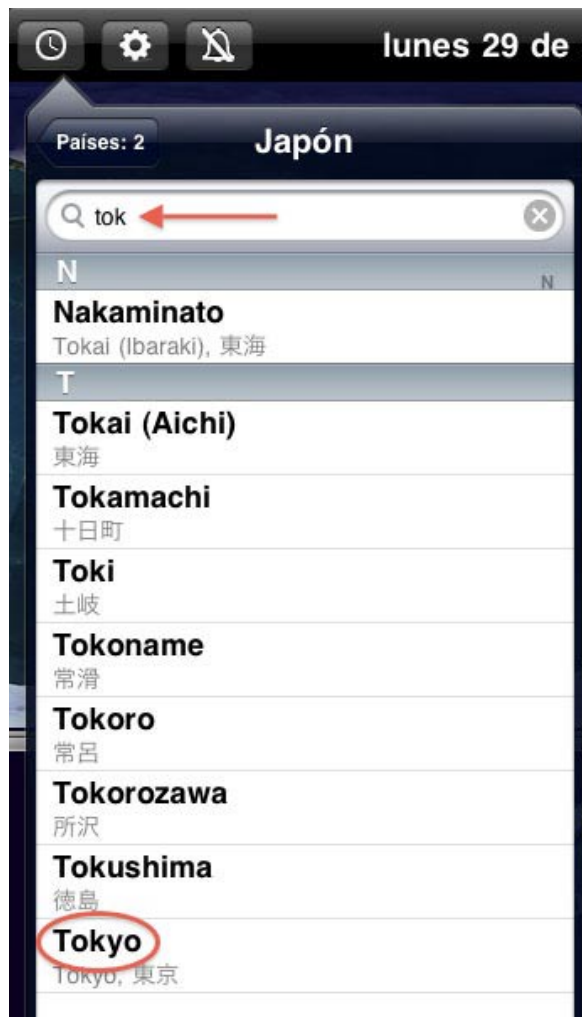 lunes 29 de
Países: 2
Japón
tok
N
N
Nakaminato
Tokai (Ibaraki), 東海
T
Tokai (Aichi)
東海
Tokamachi
十日町
Toki
土岐
Tokoname
常滑
Tokoro
常呂
Tokorozawa
所沢
Tokushima
徳島
Tokyo
Tokyo, 東京